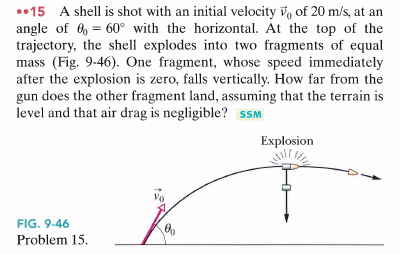 ••15 A shell is shot with an initial velocity v⃗₀ of 20 m/s, at an
angle of θ₀ = 60° with the horizontal. At the top of the
trajectory, the shell explodes into two fragments of equal
mass (Fig. 9-46). One fragment, whose speed immediately
after the explosion is zero, falls vertically. How far from the
gun does the other fragment land, assuming that the terrain is
level and that air drag is negligible? SSM
Explosion
v⃗₀
θ₀
FIG. 9-46
Problem 15.